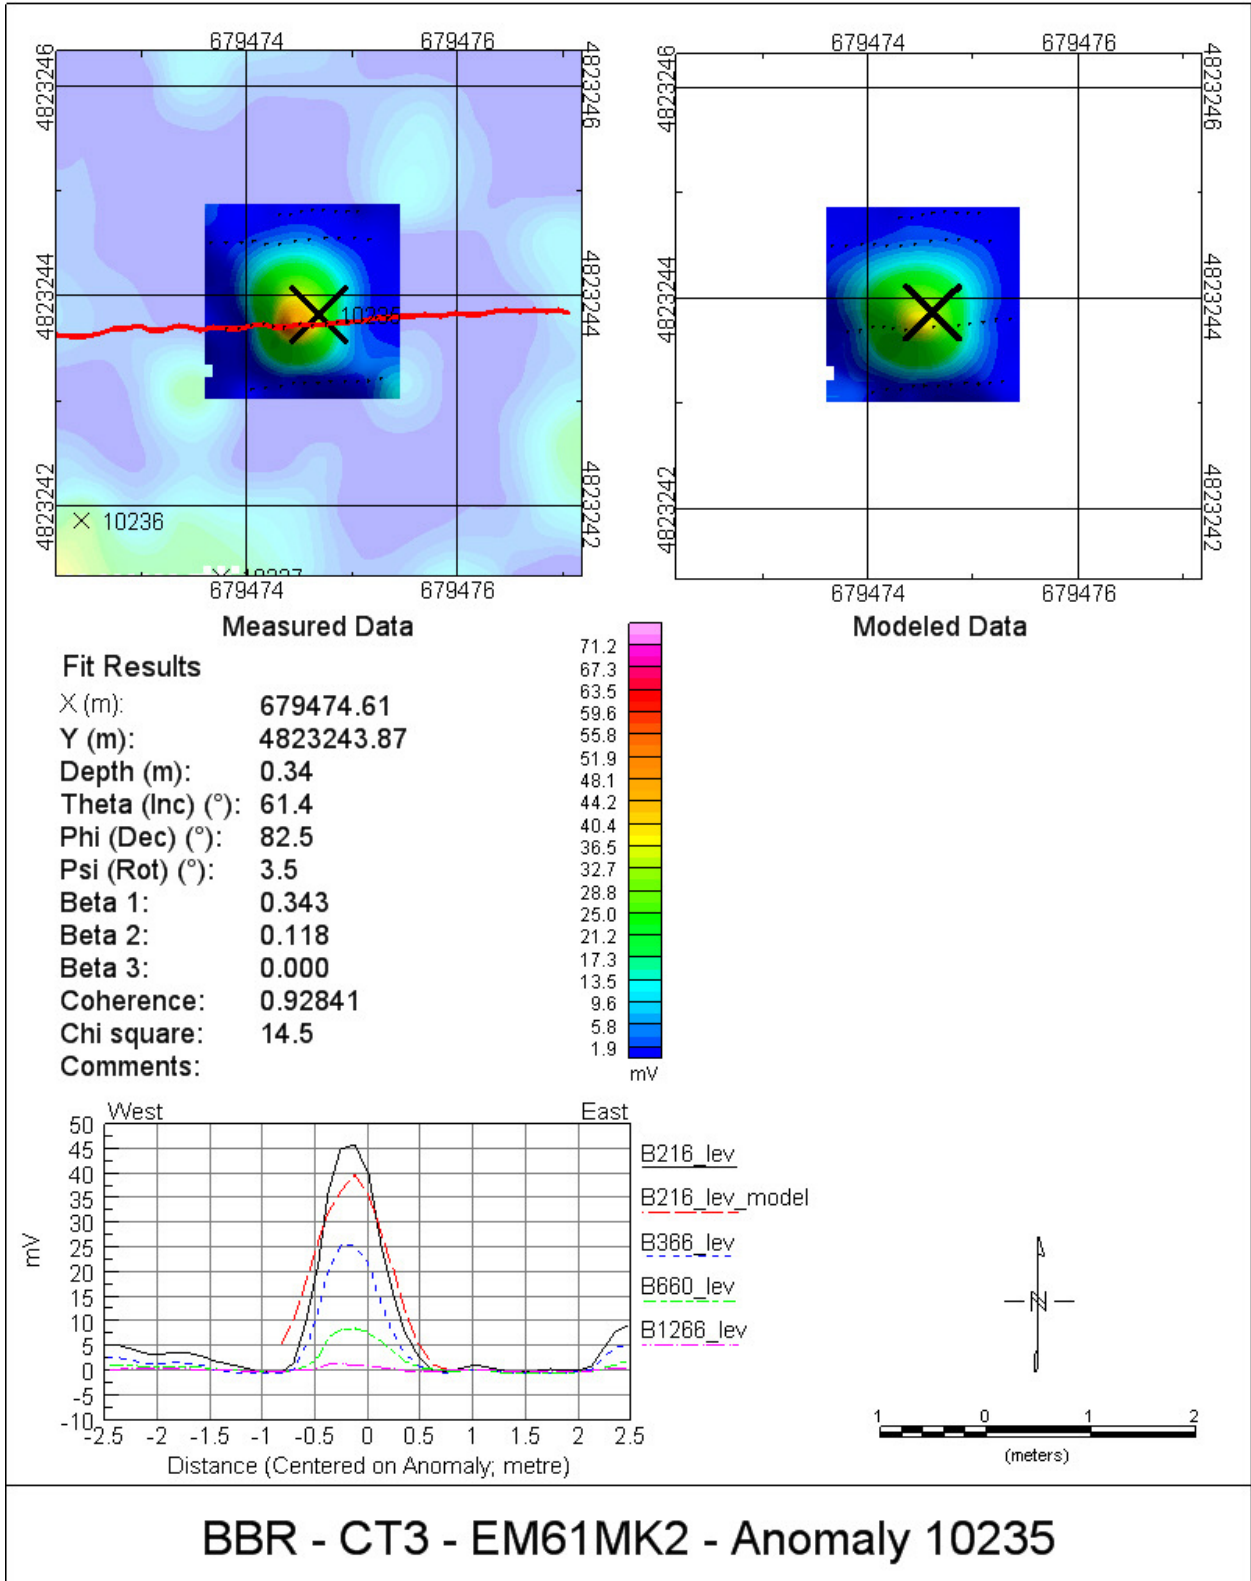 679474 679476
4823246 4823246
4823244 4823244
4823242 4823242
10235
10236
679474 679476
Measured Data
679474 679476
4823246 4823246
4823244 4823244
4823242 4823242
679474 679476
Modeled Data
Fit Results
X (m): 679474.61
Y (m): 4823243.87
Depth (m): 0.34
Theta (Inc) (°): 61.4
Phi (Dec) (°): 82.5
Psi (Rot) (°): 3.5
Beta 1: 0.343
Beta 2: 0.118
Beta 3: 0.000
Coherence: 0.92841
Chi square: 14.5
Comments:
71.2
67.3
63.5
59.6
55.8
51.9
48.1
44.2
40.4
36.5
32.7
28.8
25.0
21.2
17.3
13.5
9.6
5.8
1.9
mV
West East
50
45
40
35
30
25
20
15
10
5
0
-5
-10
mV
-2.5 -2 -1.5 -1 -0.5 0 0.5 1 1.5 2 2.5
Distance (Centered on Anomaly; metre)
B216_lev
B216_lev_model
B366_lev
B660_lev
B1266_lev
N
1 0 1 2
(meters)
BBR - CT3 - EM61MK2 - Anomaly 10235